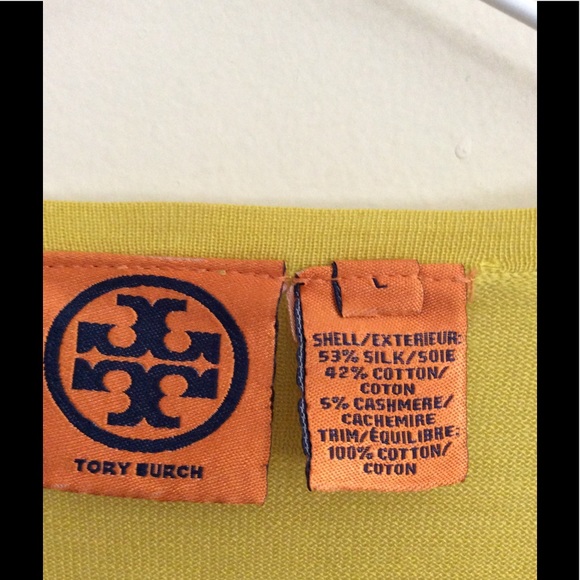 TORY BURCH
L
SHELL/EXTERIEUR:
53% SILK/SOIE
42% COTTON/
COTON
5% CASHMERE/
CACHEMIRE
TRIM/ÉQUILIBRE:
100% COTTON/
COTON